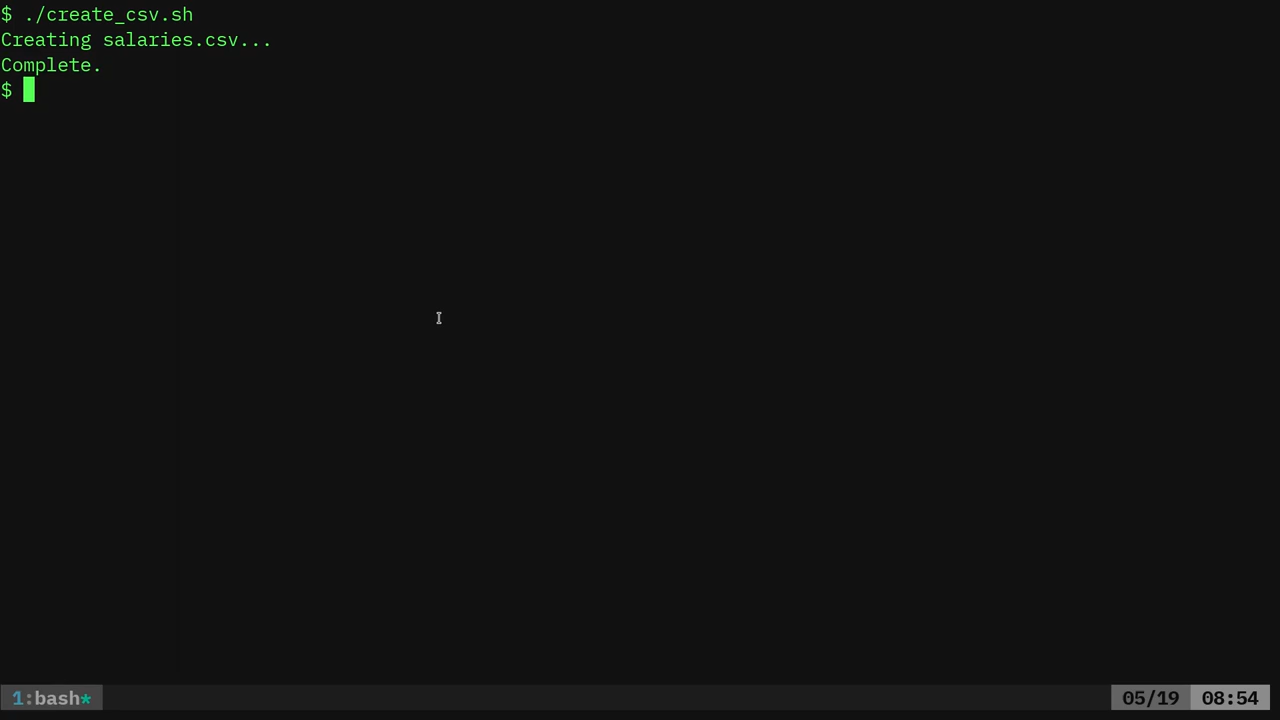 $ ./create_csv.sh
Creating salaries.csv...
Complete.
$
1:bash* 05/19 08:54